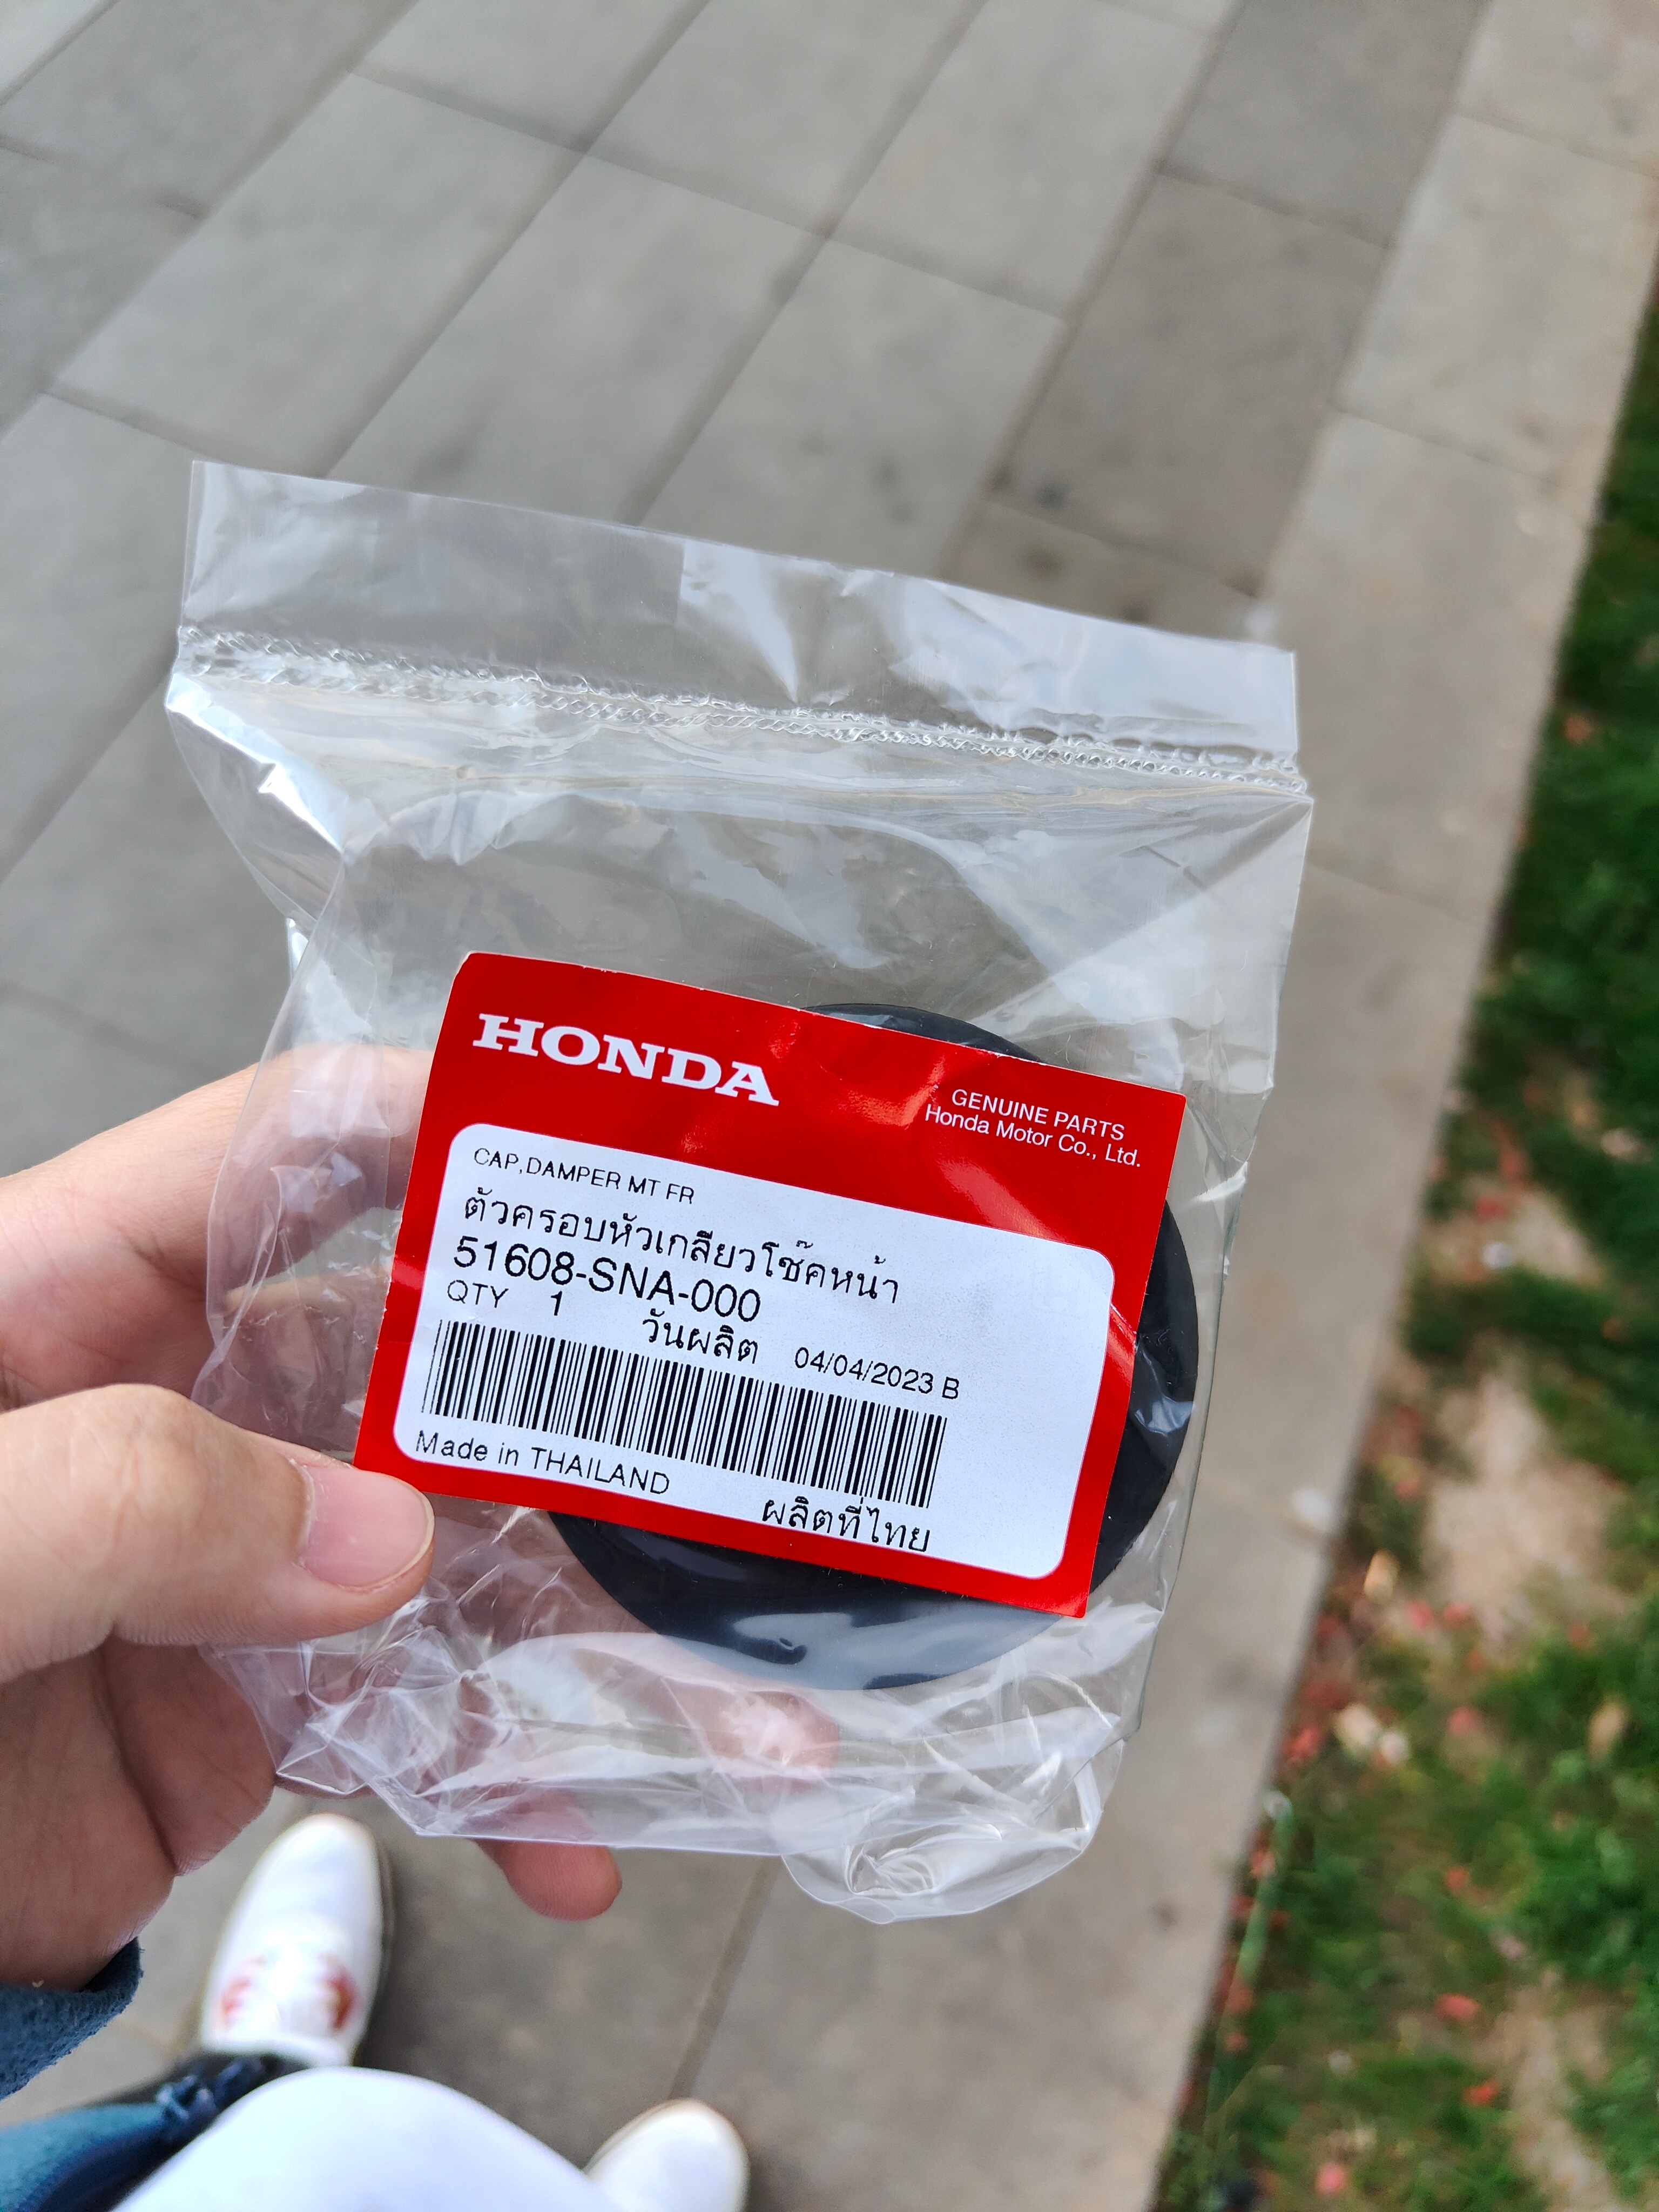 HONDA
GENUINE PARTS
Honda Motor Co., Ltd.
CAP,DAMPER MT FR
ตัวครอบหัวเกลียวโช๊คหน้า
51608-SNA-000
QTY 1 วันผลิต 04/04/2023 B
Made in THAILAND
ผลิตที่ไทย